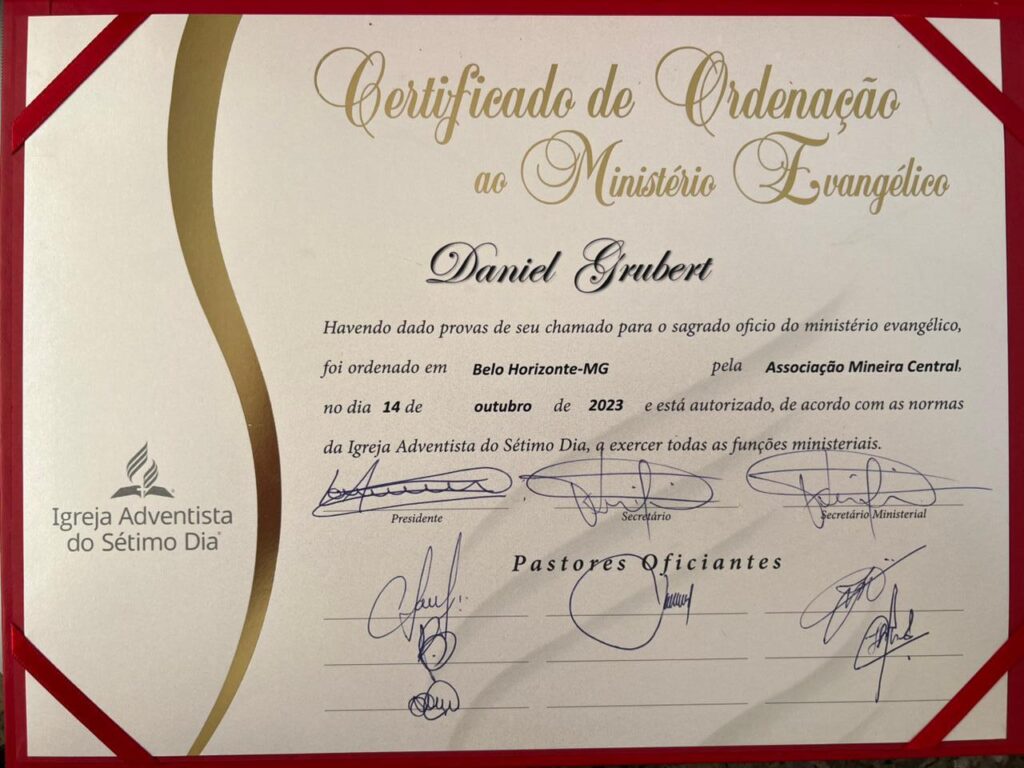 Certificado de Ordenação
ao Ministério Evangélico
Daniel Grubert
Havendo dado provas de seu chamado para o sagrado oficio do ministério evangélico,
foi ordenado em Belo Horizonte-MG pela Associação Mineira Central,
no dia 14 de outubro de 2023 e está autorizado, de acordo com as normas
da Igreja Adventista do Sétimo Dia, a exercer todas as funções ministeriais.
Presidente Secretário Secretário Ministerial
Pastores Oficiantes
Igreja Adventista
do Sétimo Dia